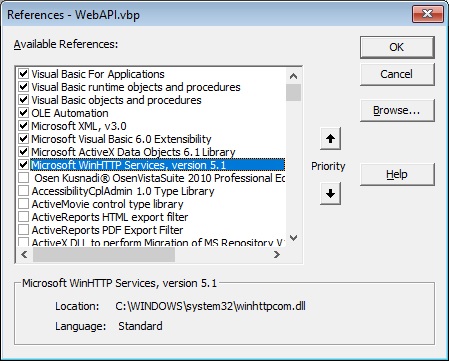 References - WebAPI.vbp
Available References:
Visual Basic For Applications
Visual Basic runtime objects and procedures
Visual Basic objects and procedures
OLE Automation
Microsoft XML, v3.0
Microsoft Visual Basic 6.0 Extensibility
Microsoft ActiveX Data Objects 6.1 Library
Microsoft WinHTTP Services, version 5.1
Osen Kusnadi® OsenVistaSuite 2010 Professional Ed
AccessibilityCplAdmin 1.0 Type Library
ActiveMovie control type library
ActiveReports HTML export filter
ActiveReports PDF Export Filter
ActiveX DLL to perform Migration of MS Repository V
OK
Cancel
Browse...
Priority
Help
Microsoft WinHTTP Services, version 5.1
Location: C:\WINDOWS\system32\winhttpcom.dll
Language: Standard